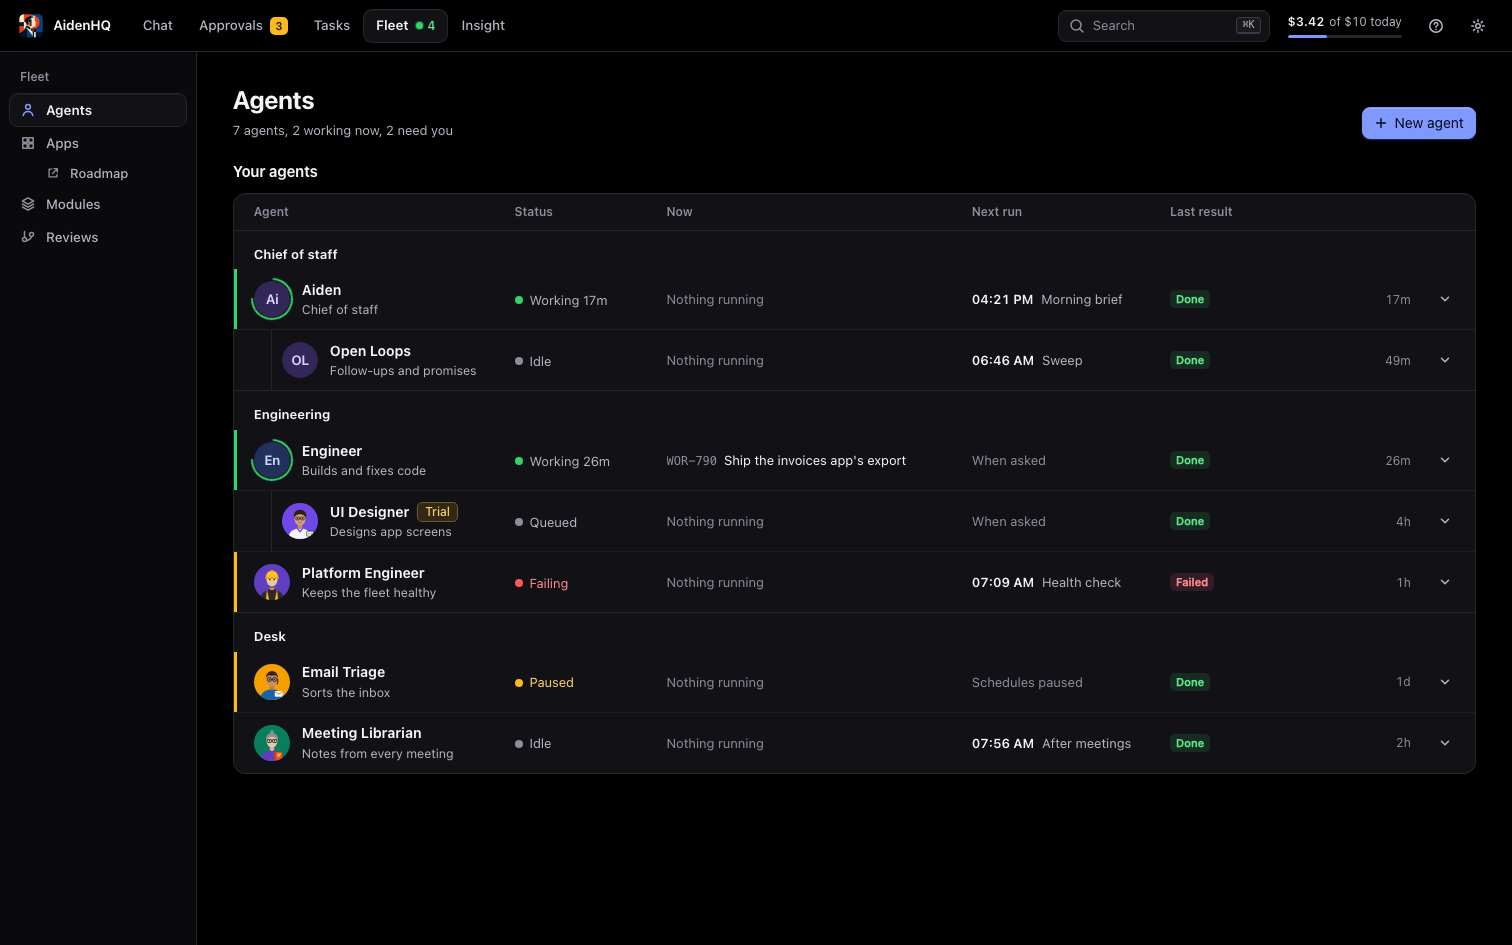 AidenHQ
Chat
Approvals 3
Tasks
Fleet 4
Insight
Search ⌘K
$3.42 of $10 today
Fleet
Agents
Apps
Roadmap
Modules
Reviews
Agents
7 agents, 2 working now, 2 need you
+ New agent
Your agents
Agent Status Now Next run Last result
Chief of staff
Ai Aiden Working 17m Nothing running 04:21 PM Morning brief Done 17m
Chief of staff
OL Open Loops Idle Nothing running 06:46 AM Sweep Done 49m
Follow-ups and promises
Engineering
En Engineer Working 26m WOR-790 Ship the invoices app's export When asked Done 26m
Builds and fixes code
UI Designer Trial Queued Nothing running When asked Done 4h
Designs app screens
Platform Engineer Failing Nothing running 07:09 AM Health check Failed 1h
Keeps the fleet healthy
Desk
Email Triage Paused Nothing running Schedules paused Done 1d
Sorts the inbox
Meeting Librarian Idle Nothing running 07:56 AM After meetings Done 2h
Notes from every meeting